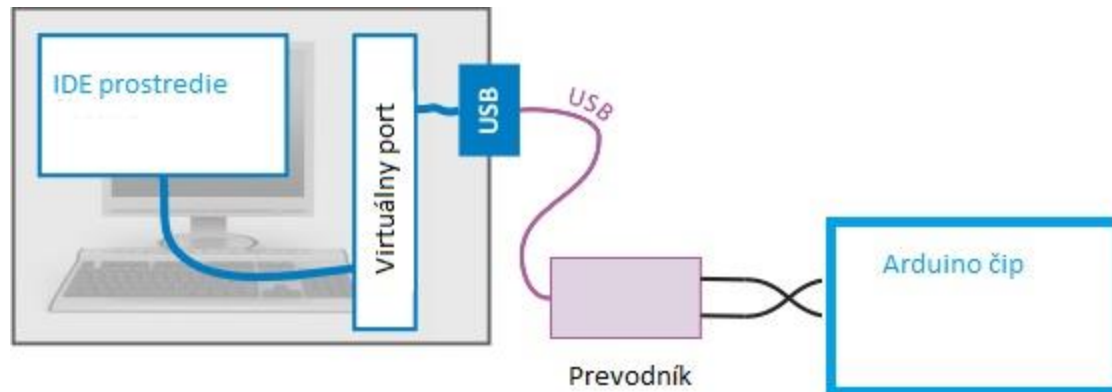 IDE prostredie
Virtuálny port
USB
USB
Prevodník
Arduino čip